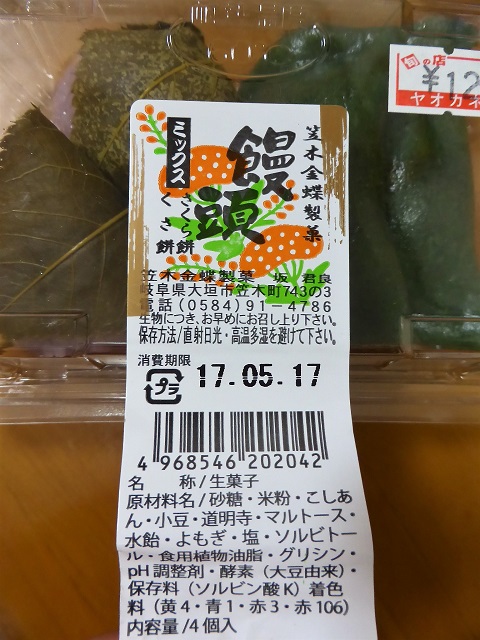 旬の店
¥12
ヤオカネ
笠木金蝶製菓
饅頭
ミックス
さくら餅
くさ餅
笠木金蝶製菓 坂 君良
岐阜県大垣市笠木町743の3
電話(0584)91-4786
生物につき、お早めにお召し上り下さい。
保存方法/直射日光・高温多湿を避けて下さい。
消費期限
17.05.17
プラ
4 968546 202042
名 称/生菓子
原材料名/砂糖・米粉・こしあ
ん・小豆・道明寺・マルトース・
水飴・よもぎ・塩・ソルビトー
ル・食用植物油脂・グリシン・
pH調整剤・酵素(大豆由来)・
保存料(ソルビン酸K) 着色
料(黄4・青1・赤3・赤106)
内容量/4個入